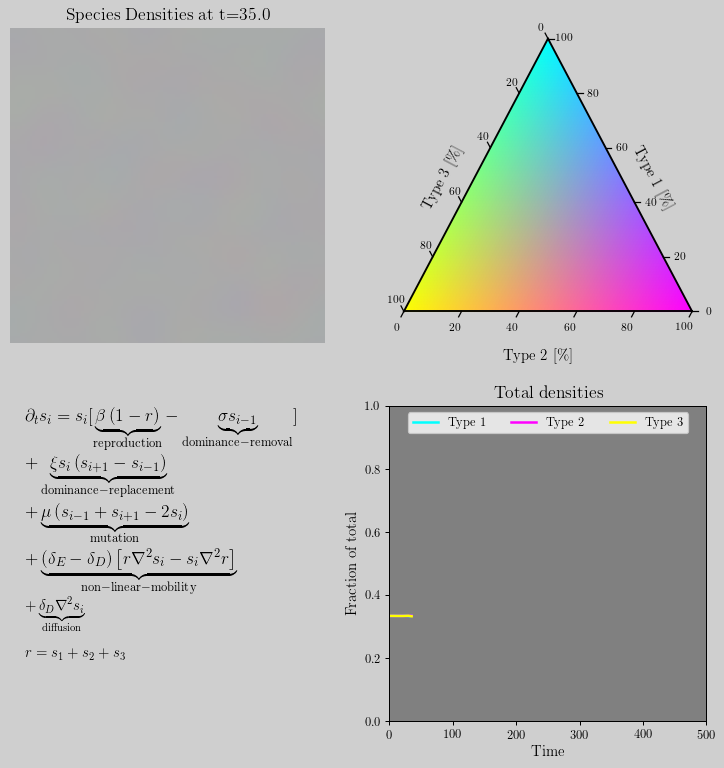 Species Densities at t=35.0
0
100
20
80
40
60
60
40
80
20
100
0
Type 3 [%]
Type 1 [%]
0 20 40 60 80 100
Type 2 [%]
∂ₜsᵢ = sᵢ[β (1 − r) − σsᵢ₋₁ ]
reproduction dominance−removal
+ ξsᵢ (sᵢ₊₁ − sᵢ₋₁)
dominance−replacement
+ μ (sᵢ₋₁ + sᵢ₊₁ − 2sᵢ)
mutation
+ (δ_E − δ_D) [r∇²sᵢ − sᵢ∇²r]
non−linear−mobility
+ δ_D∇²sᵢ
diffusion
r = s₁ + s₂ + s₃
Total densities
Type 1 Type 2 Type 3
1.0
0.8
0.6
0.4
0.2
0.0
Fraction of total
0 100 200 300 400 500
Time